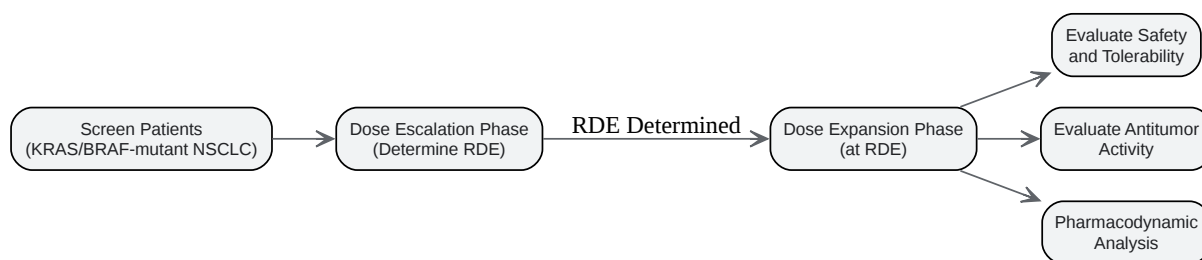 Screen Patients
(KRAS/BRAF-mutant NSCLC)
Dose Escalation Phase
(Determine RDE)
RDE Determined
Dose Expansion Phase
(at RDE)
Evaluate Safety
and Tolerability
Evaluate Antitumor
Activity
Pharmacodynamic
Analysis